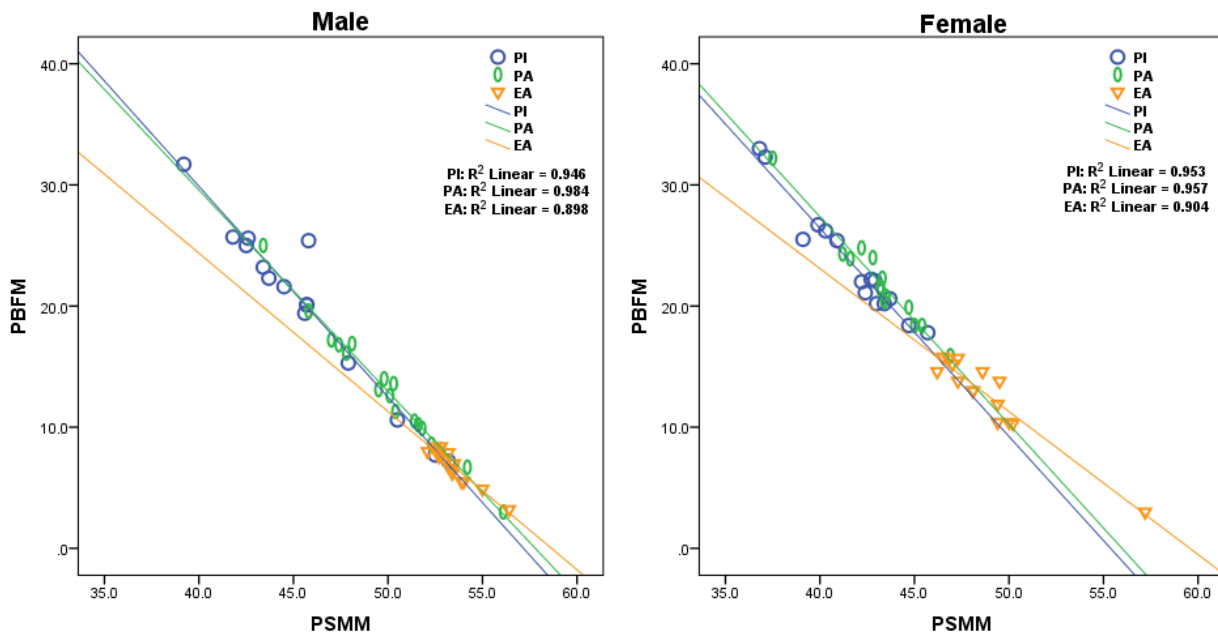 Male
PBFM
40.0
30.0
20.0
10.0
.0
35.0 40.0 45.0 50.0 55.0 60.0
PSMM
PI
PA
EA
PI
PA
EA
PI: R² Linear = 0.946
PA: R² Linear = 0.984
EA: R² Linear = 0.898
Female
PBFM
40.0
30.0
20.0
10.0
.0
35.0 40.0 45.0 50.0 55.0 60.0
PSMM
PI
PA
EA
PI
PA
EA
PI: R² Linear = 0.953
PA: R² Linear = 0.957
EA: R² Linear = 0.904